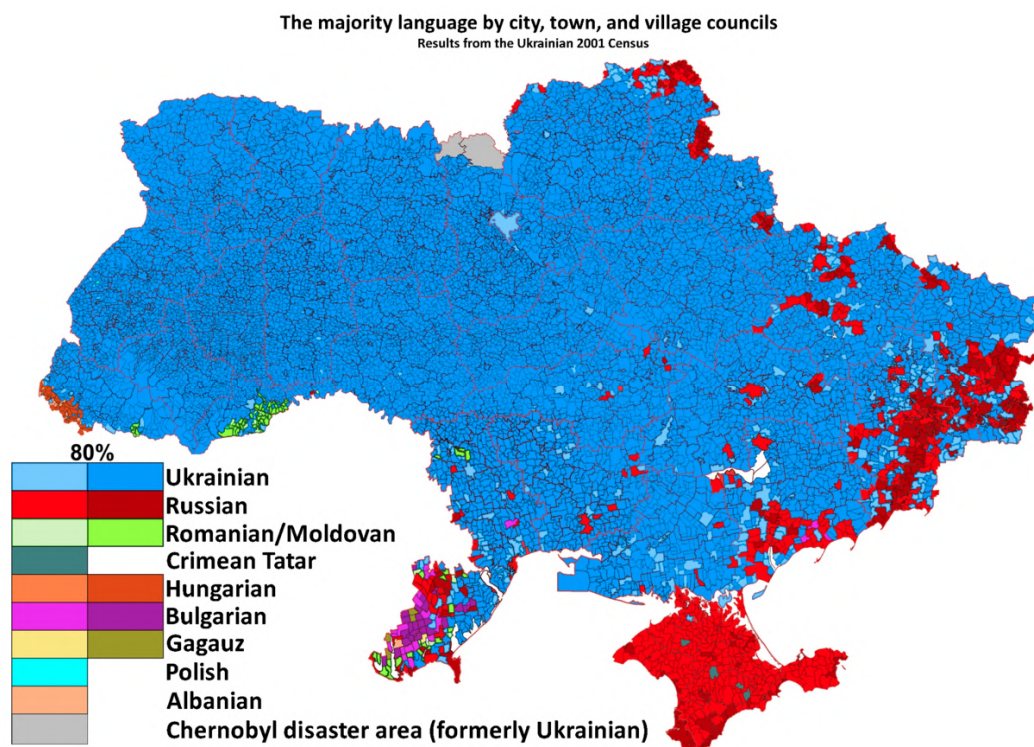 The majority language by city, town, and village councils
Results from the Ukrainian 2001 Census
80%
Ukrainian
Russian
Romanian/Moldovan
Crimean Tatar
Hungarian
Bulgarian
Gagauz
Polish
Albanian
Chernobyl disaster area (formerly Ukrainian)